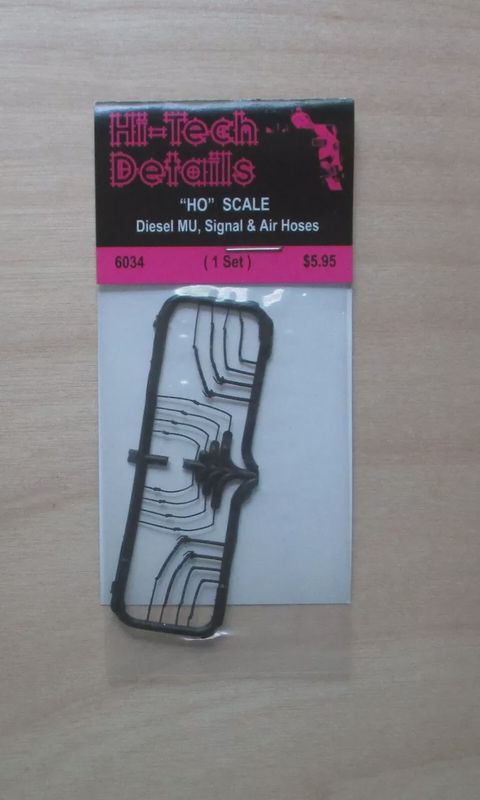 Hi-Tech
Details
"HO" SCALE
Diesel MU, Signal & Air Hoses
6034 ( 1 Set ) $5.95